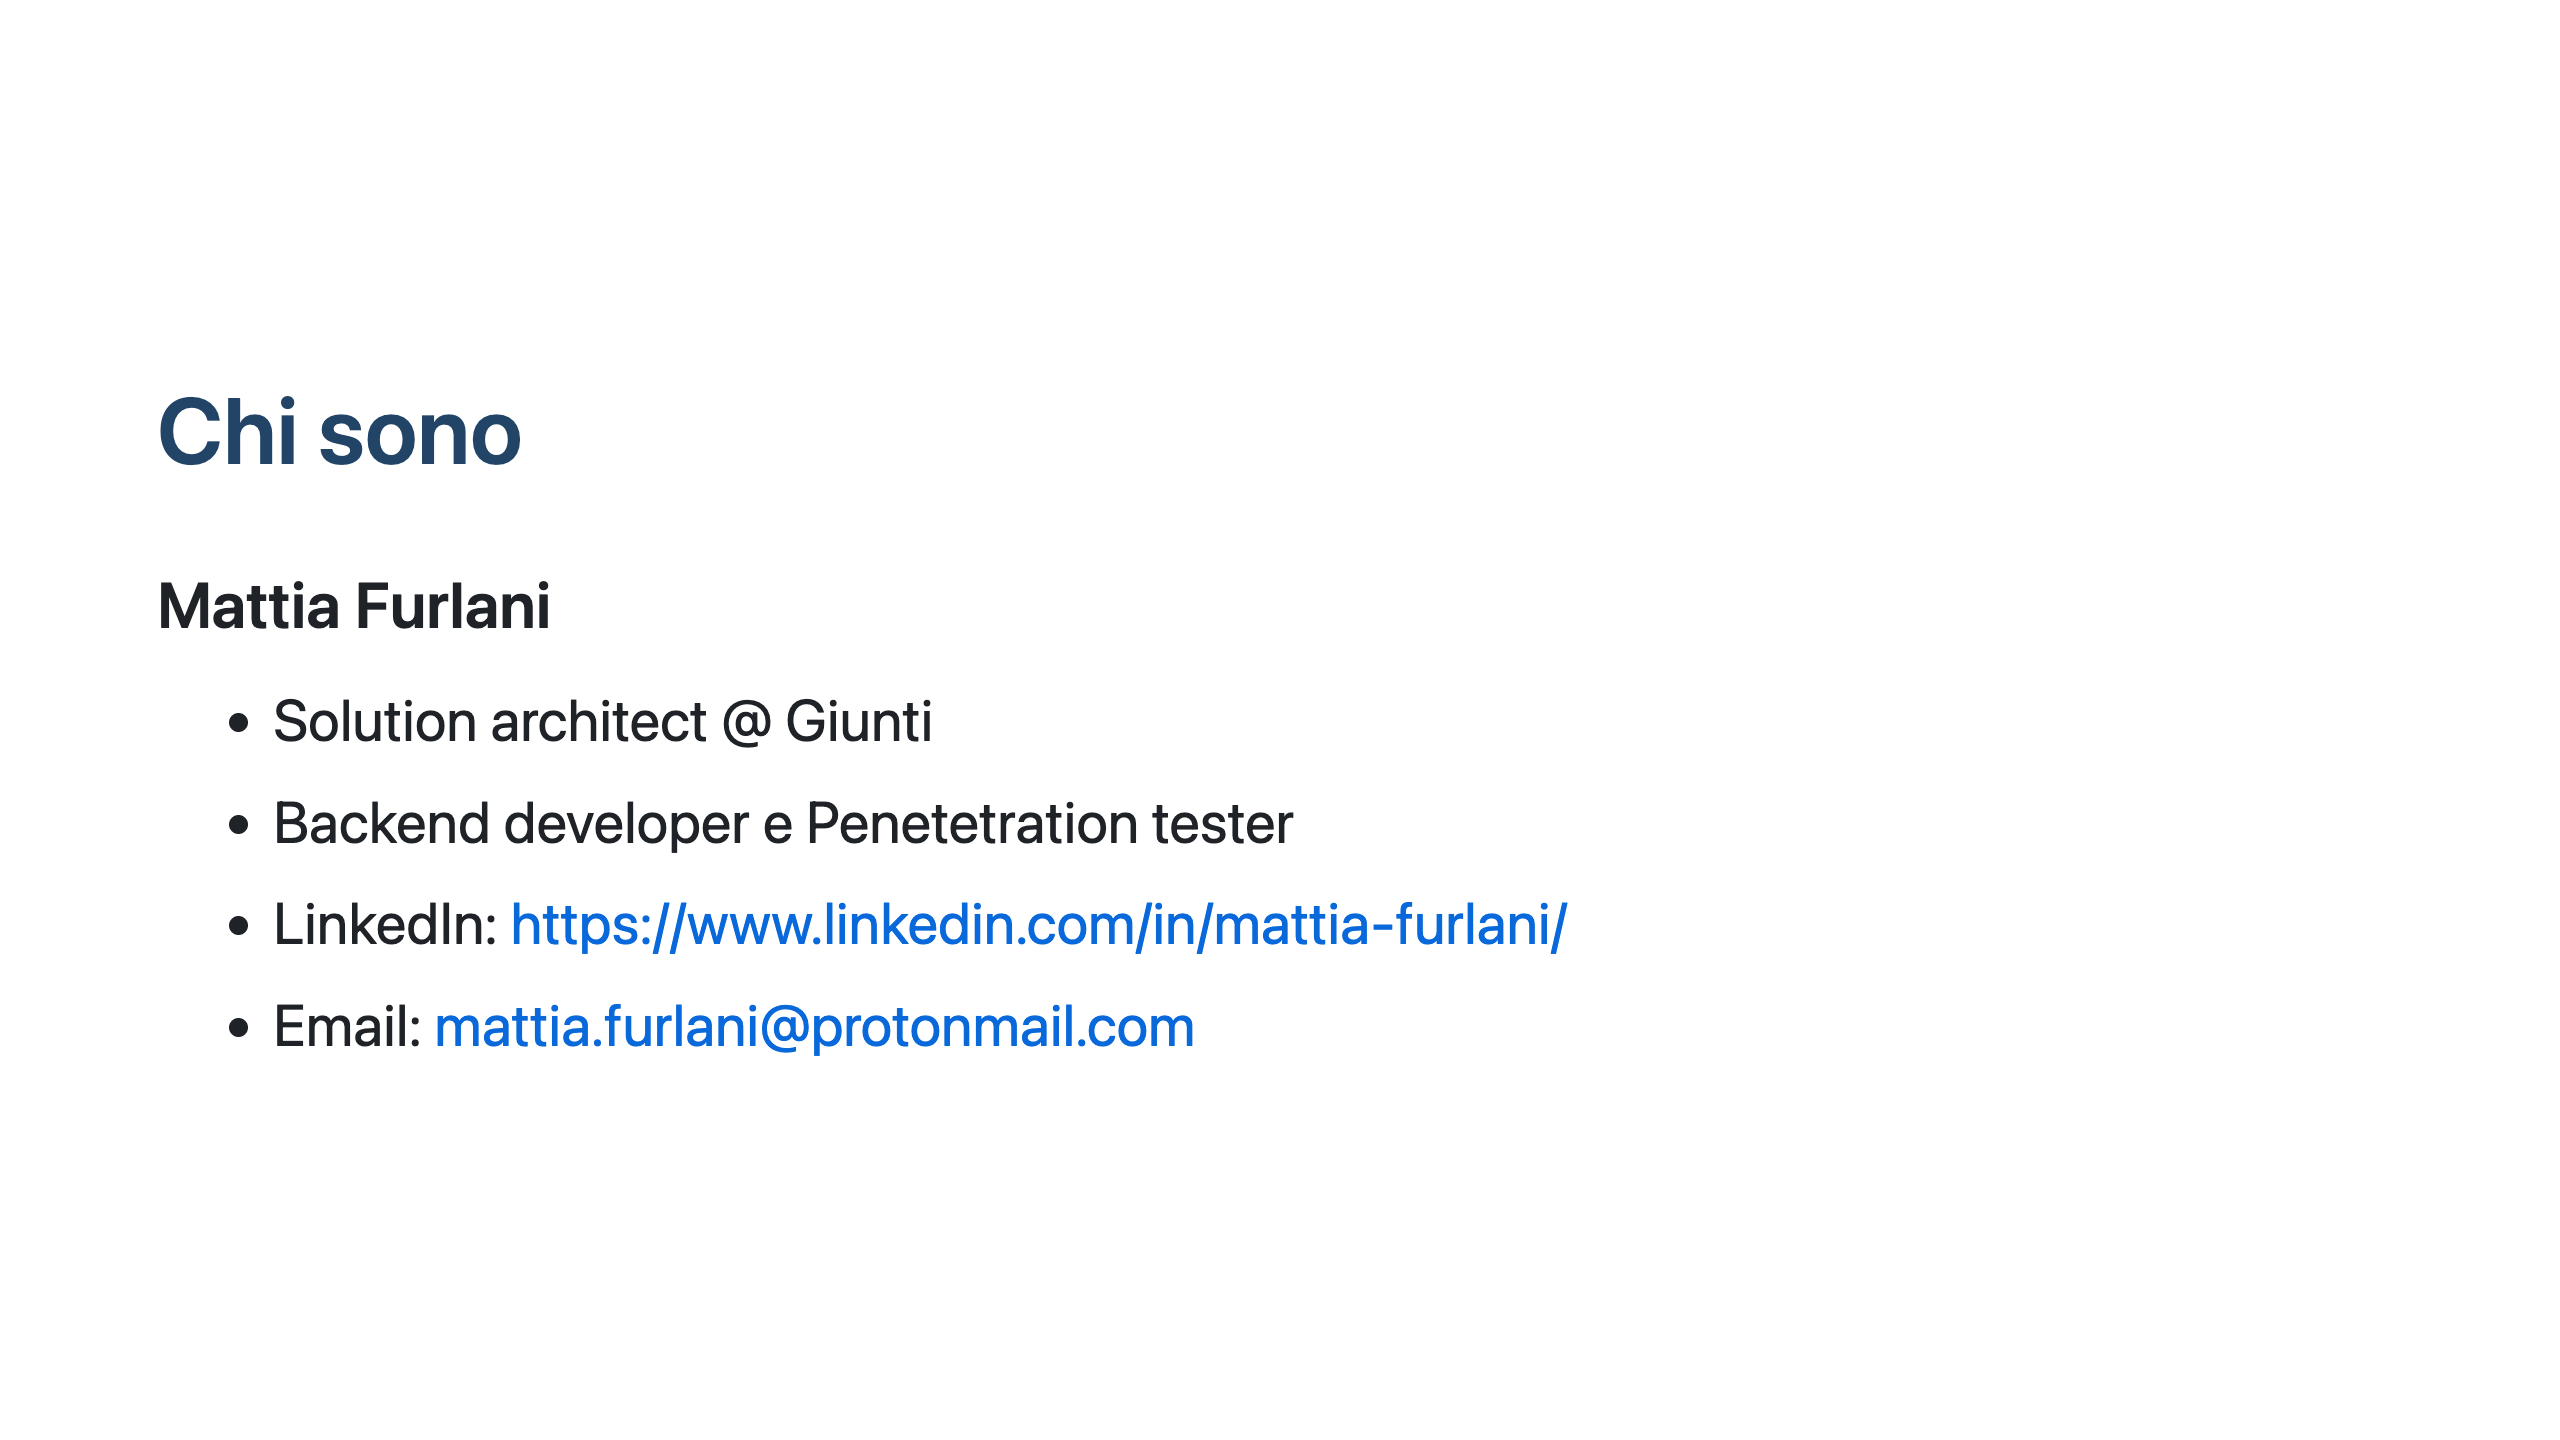 Chi sono
Mattia Furlani
• Solution architect @ Giunti
• Backend developer e Penetetration tester
• LinkedIn: https://www.linkedin.com/in/mattia-furlani/
• Email: mattia.furlani@protonmail.com